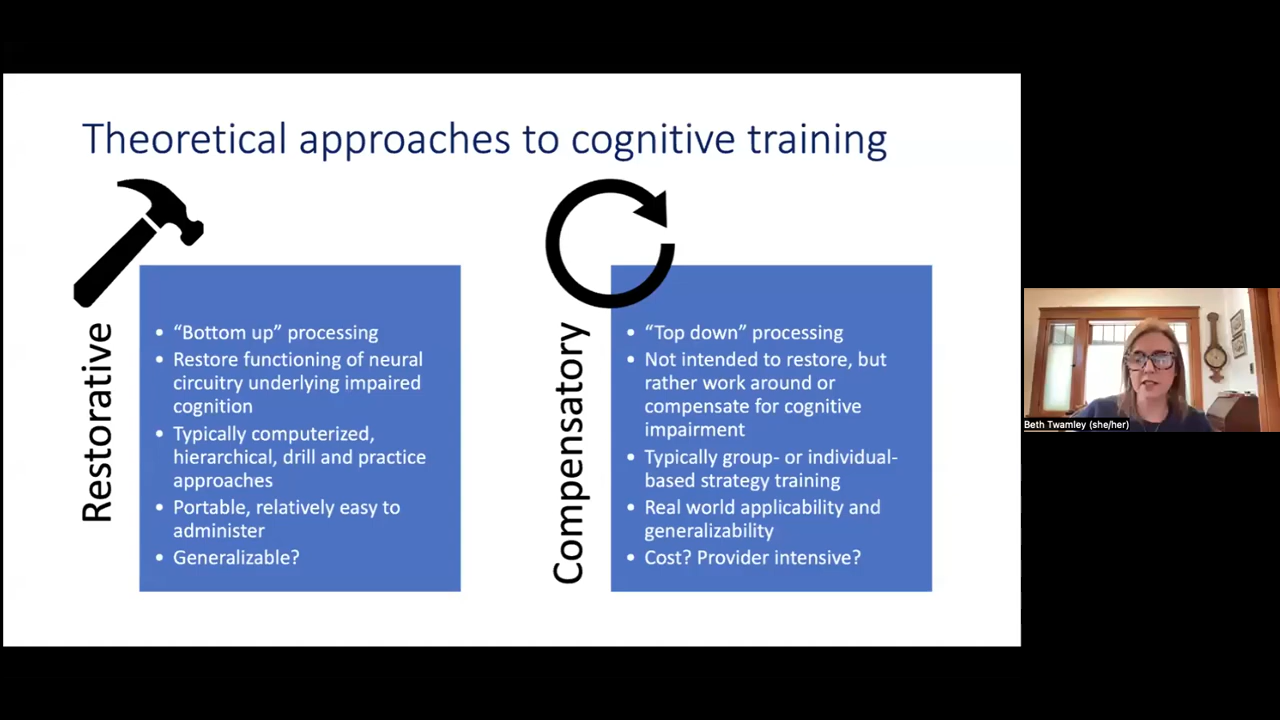 Theoretical approaches to cognitive training
Restorative
• “Bottom up” processing
• Restore functioning of neural
circuitry underlying impaired
cognition
• Typically computerized,
hierarchical, drill and practice
approaches
• Portable, relatively easy to
administer
• Generalizable?
Compensatory
• “Top down” processing
• Not intended to restore, but
rather work around or
compensate for cognitive
impairment
• Typically group- or individual-
based strategy training
• Real world applicability and
generalizability
• Cost? Provider intensive?
Beth Twamley (she/her)